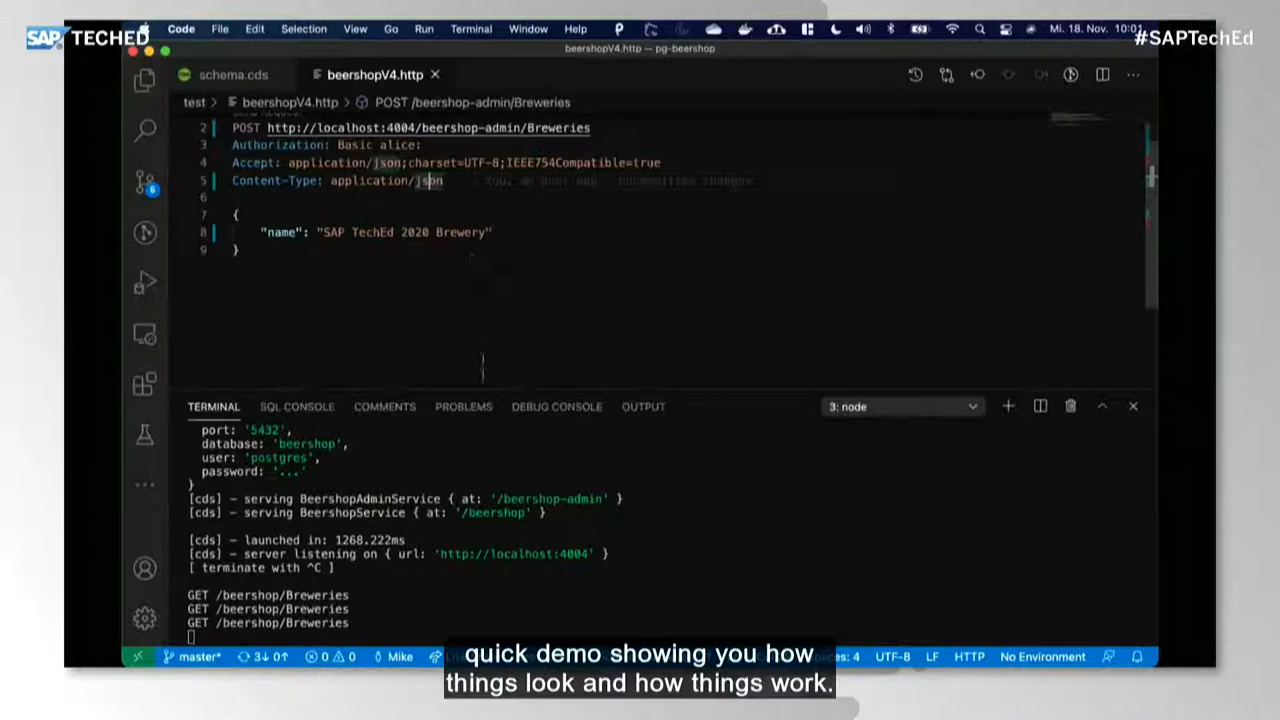 SAP TECHED
Code File Edit Selection View Go Run Terminal Window Help Mi. 18. Nov. 10:01
#SAPTechEd
beershopV4.http — pg-beershop
schema.cds beershopV4.http
test > beershopV4.http > POST /beershop-admin/Breweries
2 POST http://localhost:4004/beershop-admin/Breweries
3 Authorization: Basic alice:
4 Accept: application/json;charset=UTF-8;IEEE754Compatible=true
5 Content-Type: application/json
6
7 {
8 "name": "SAP TechEd 2020 Brewery"
9 }
TERMINAL SQL CONSOLE COMMENTS PROBLEMS DEBUG CONSOLE OUTPUT 3: node
port: '5432',
database: 'beershop',
user: 'postgres',
password: '...'
}
[cds] - serving BeershopAdminService { at: '/beershop-admin' }
[cds] - serving BeershopService { at: '/beershop' }
[cds] - launched in: 1268.222ms
[cds] - server listening on { url: 'http://localhost:4004' }
[ terminate with ^C ]
GET /beershop/Breweries
GET /beershop/Breweries
GET /beershop/Breweries
master* 3↓ 0↑ 0 0 Mike UTF-8 LF HTTP No Environment
quick demo showing you how
things look and how things work.